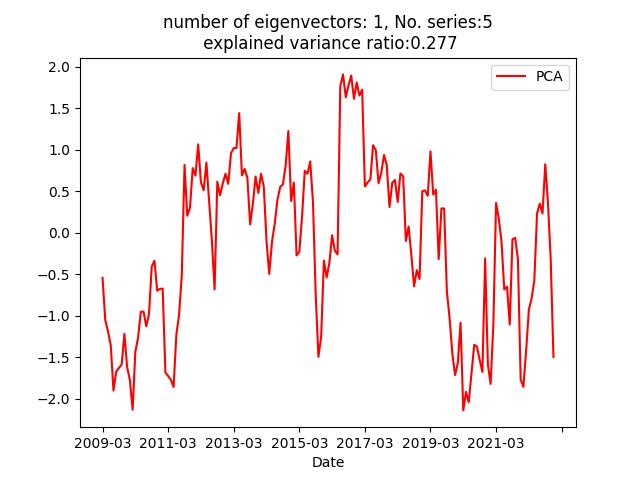 number of eigenvectors: 1, No. series:5
explained variance ratio:0.277
PCA
2.0
1.5
1.0
0.5
0.0
−0.5
−1.0
−1.5
−2.0
2009-03 2011-03 2013-03 2015-03 2017-03 2019-03 2021-03
Date